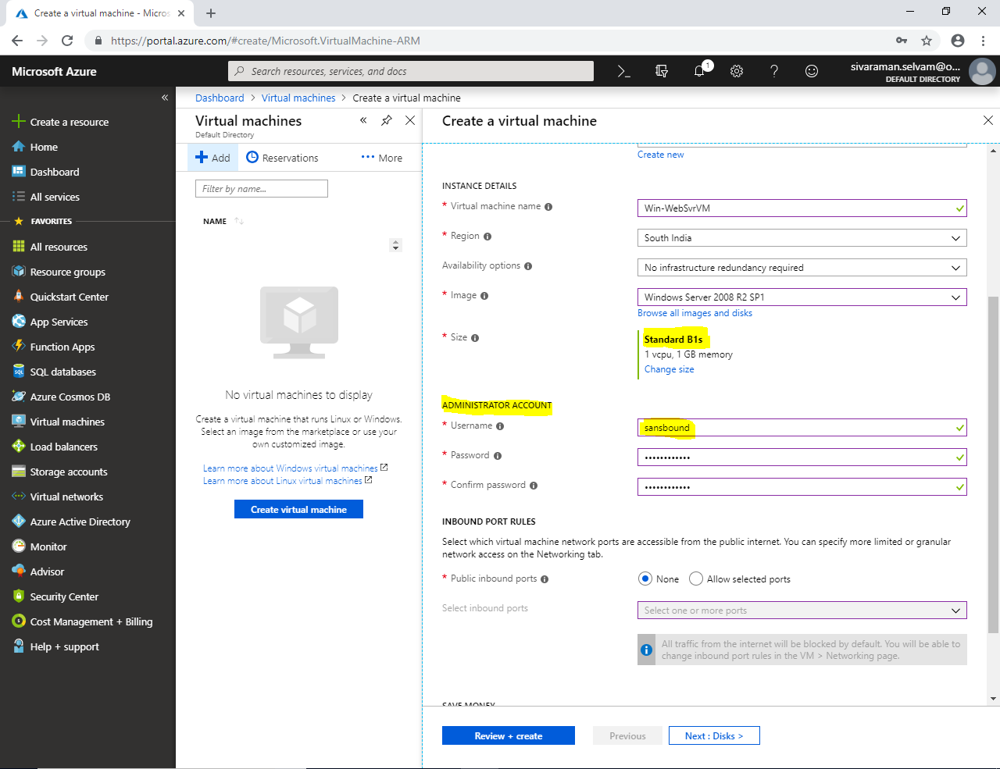 Create a virtual machine - Micros
https://portal.azure.com/#create/Microsoft.VirtualMachine-ARM
Microsoft Azure
Search resources, services, and docs
1
sivaraman.selvam@o...
DEFAULT DIRECTORY
Create a resource
Home
Dashboard
All services
FAVORITES
All resources
Resource groups
Quickstart Center
App Services
Function Apps
SQL databases
Azure Cosmos DB
Virtual machines
Load balancers
Storage accounts
Virtual networks
Azure Active Directory
Monitor
Advisor
Security Center
Cost Management + Billing
Help + support
Dashboard > Virtual machines > Create a virtual machine
Virtual machines
Default Directory
Add
Reservations
More
Filter by name...
NAME
No virtual machines to display
Create a virtual machine that runs Linux or Windows.
Select an image from the marketplace or use your
own customized image.
Learn more about Windows virtual machines
Learn more about Linux virtual machines
Create virtual machine
Create a virtual machine
Create new
INSTANCE DETAILS
* Virtual machine name
Win-WebSvrVM
* Region
South India
Availability options
No infrastructure redundancy required
* Image
Windows Server 2008 R2 SP1
Browse all images and disks
* Size
Standard B1s
1 vcpu, 1 GB memory
Change size
ADMINISTRATOR ACCOUNT
* Username
sansbound
* Password
••••••••••••
* Confirm password
••••••••••••
INBOUND PORT RULES
Select which virtual machine network ports are accessible from the public internet. You can specify more limited or granular
network access on the Networking tab.
* Public inbound ports
None
Allow selected ports
Select inbound ports
Select one or more ports
All traffic from the internet will be blocked by default. You will be able to
change inbound port rules in the VM > Networking page.
SAVE MONEY
Review + create
Previous
Next : Disks >